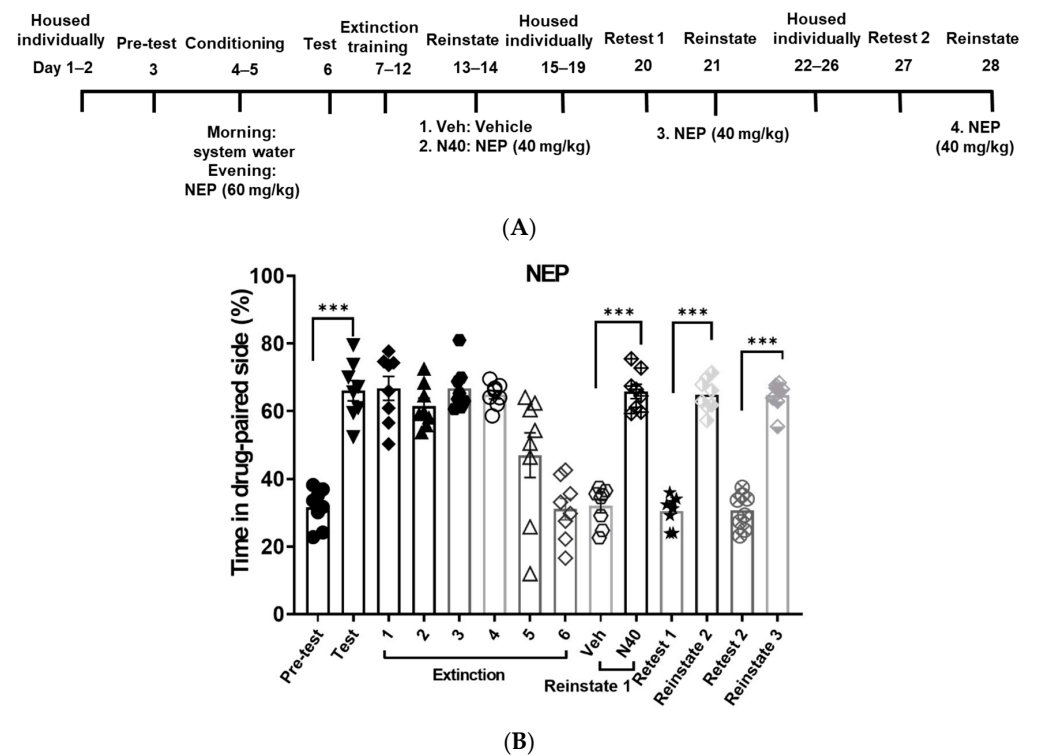 Housed individually
Pre-test
Conditioning
Test
Extinction training
Reinstate
Housed individually
Retest 1
Reinstate
Housed individually
Retest 2
Reinstate
Day 1–2
3
4–5
6
7–12
13–14
15–19
20
21
22–26
27
28
Morning:
system water
Evening:
NEP (60 mg/kg)
1. Veh: Vehicle
2. N40: NEP (40 mg/kg)
3. NEP (40 mg/kg)
4. NEP
(40 mg/kg)
(A)
NEP
Time in drug-paired side (%)
100
80
60
40
20
0
***
***
***
***
Pre-test
Test
1
2
3
4
5
6
Veh
N40
Retest 1
Reinstate 2
Retest 2
Reinstate 3
Extinction
Reinstate 1
(B)